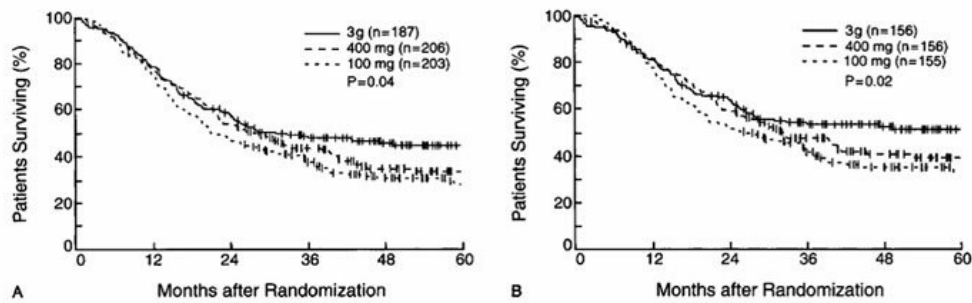 100
80
60
40
20
0
Patients Surviving (%)
3g (n=187)
400 mg (n=206)
100 mg (n=203)
P=0.04
0 12 24 36 48 60
A Months after Randomization
100
80
60
40
20
0
Patients Surviving (%)
3g (n=156)
400 mg (n=156)
100 mg (n=155)
P=0.02
0 12 24 36 48 60
B Months after Randomization